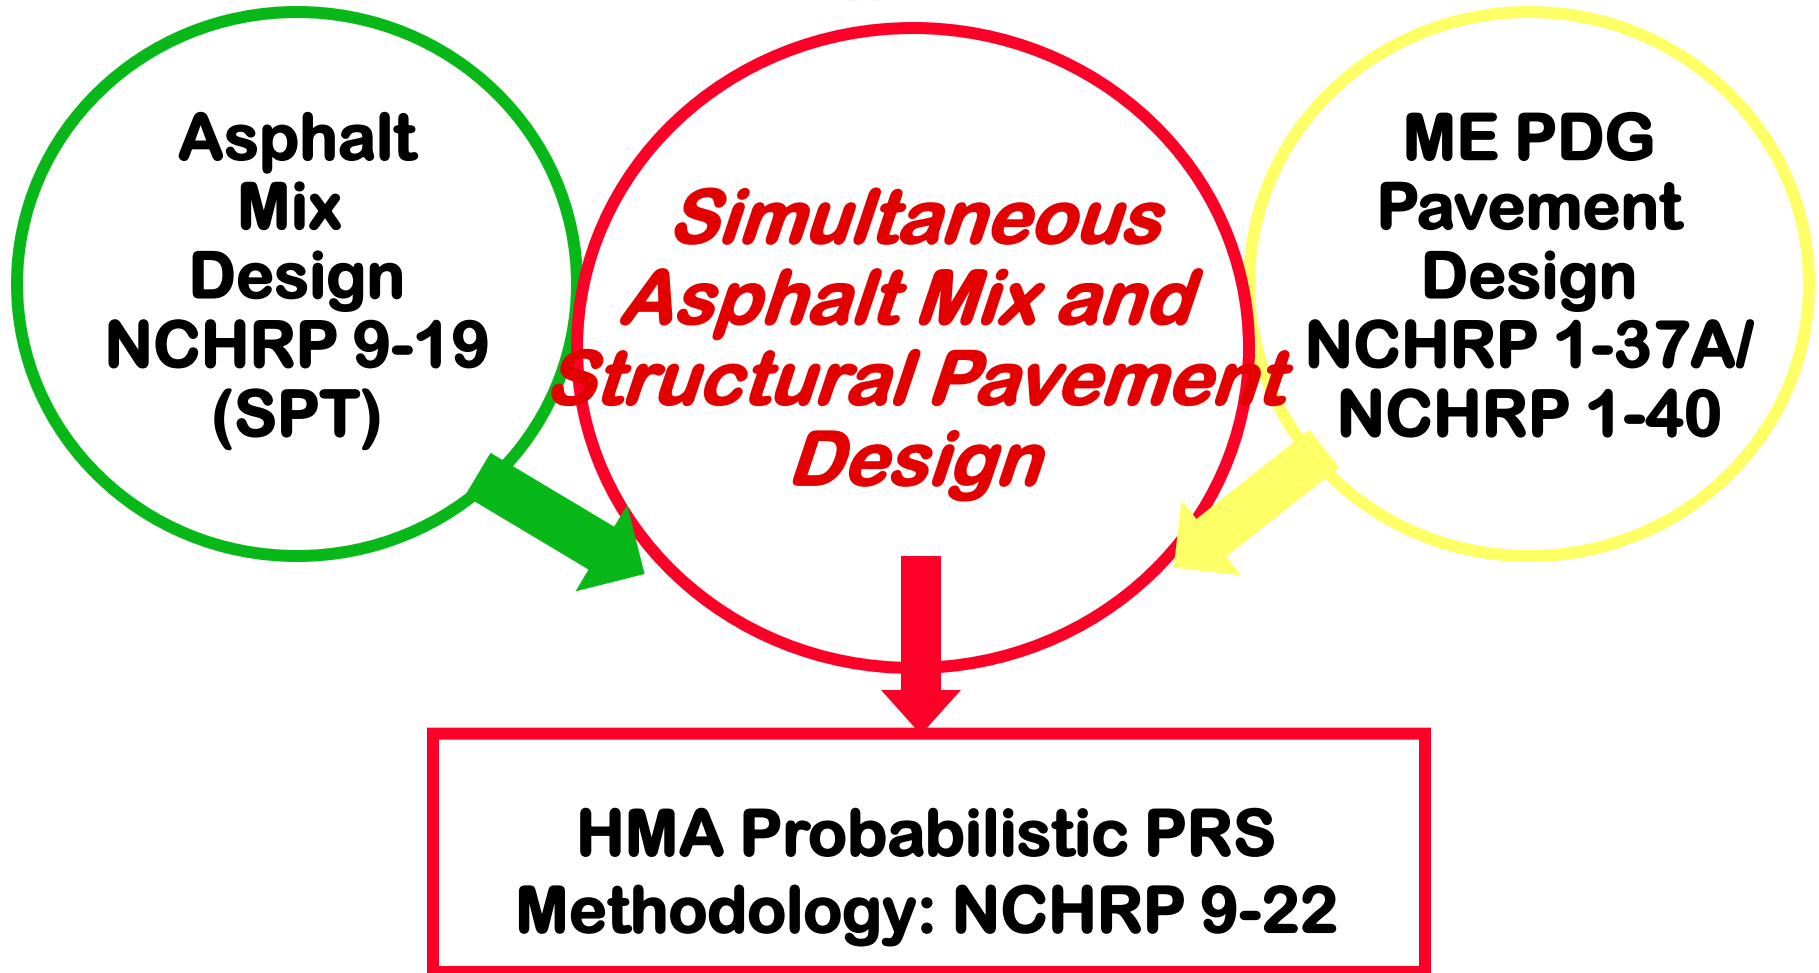 Asphalt
Mix
Design
NCHRP 9-19
(SPT)
Simultaneous
Asphalt Mix and
Structural Pavement
Design
ME PDG
Pavement
Design
NCHRP 1-37A/
NCHRP 1-40
HMA Probabilistic PRS
Methodology: NCHRP 9-22